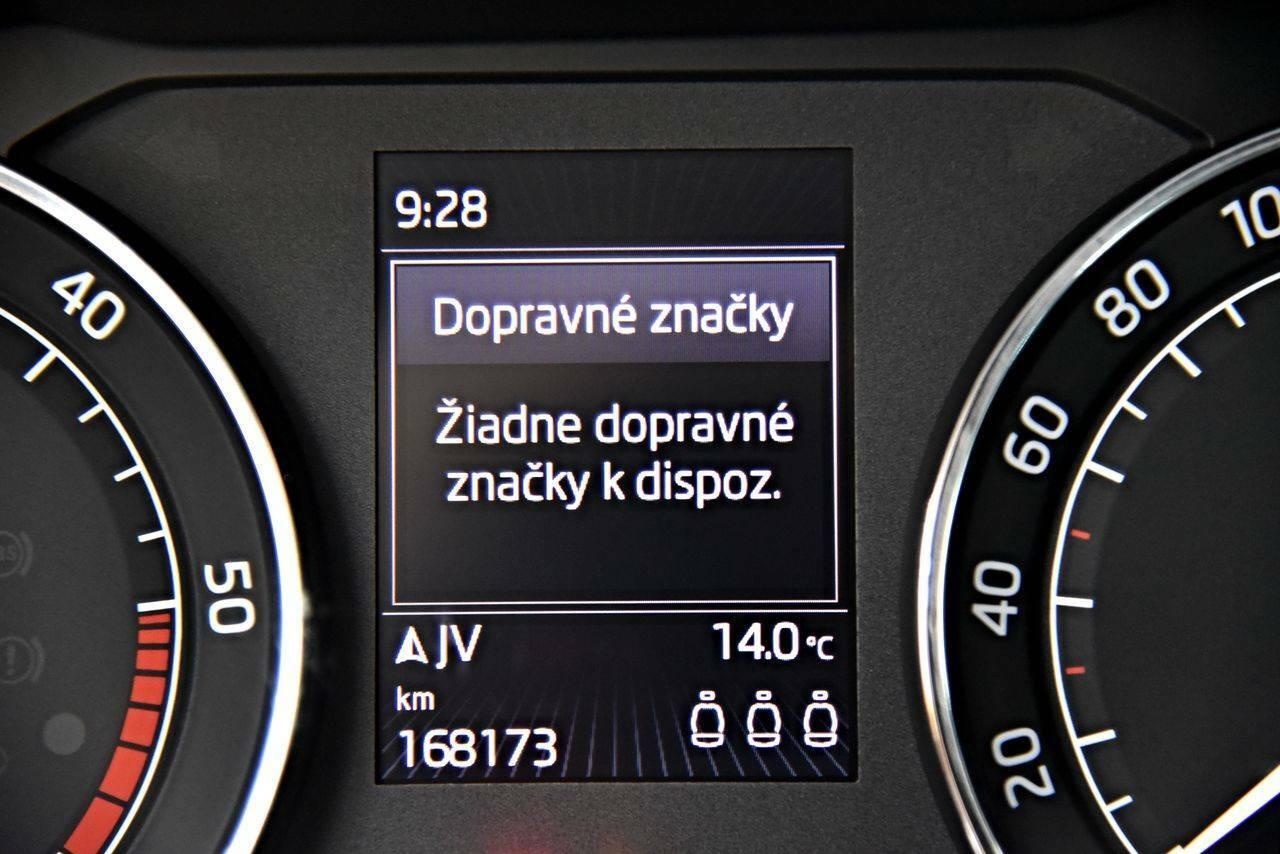 9:28
Dopravné značky
Žiadne dopravné
značky k dispoz.
JV 14.0 °C
km
168173
40
50
10
80
60
40
20